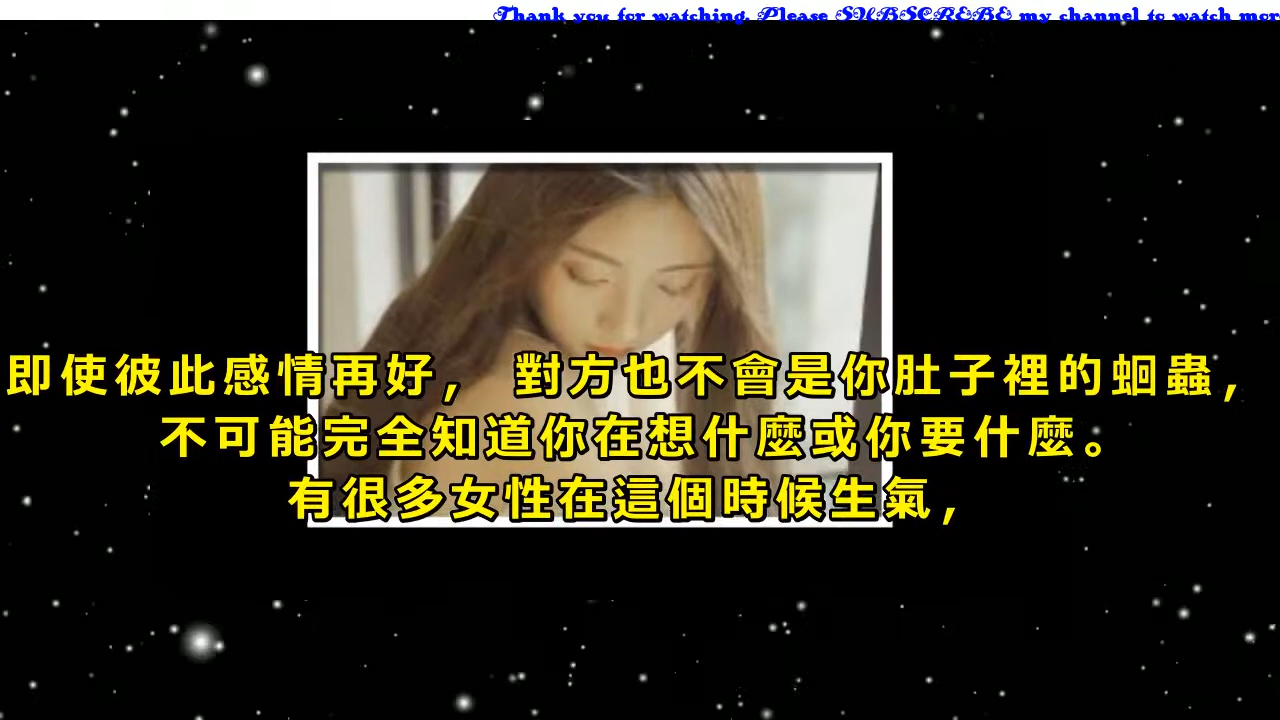 Thank you for watching. Please SUBSCRIBE my channel to watch mor
即使彼此感情再好， 對方也不會是你肚子裡的蛔蟲，
不可能完全知道你在想什麼或你要什麼。
有很多女性在這個時候生氣，